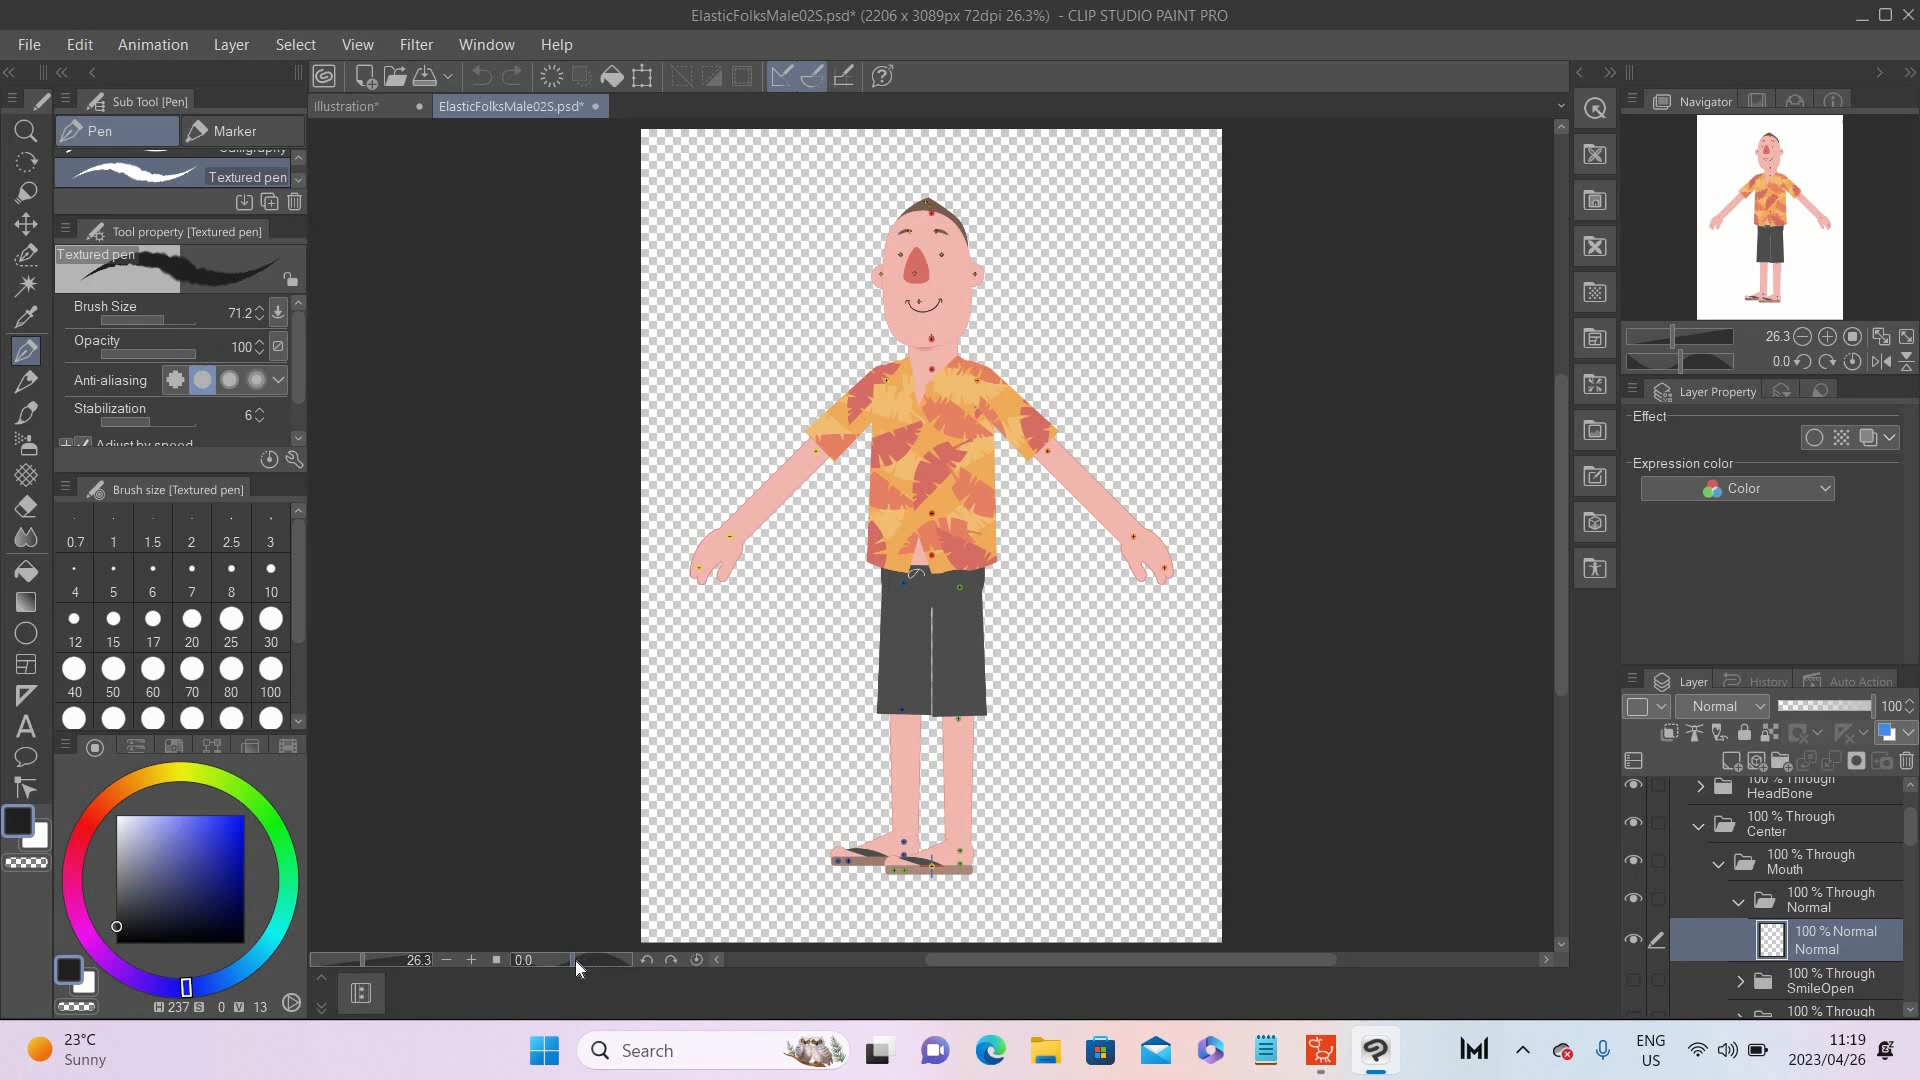 ElasticFolksMale02S.psd* (2206 x 3089px 72dpi 26.3%) - CLIP STUDIO PAINT PRO
File Edit Animation Layer Select View Filter Window Help
Sub Tool [Pen]
Illustration*
ElasticFolksMale02S.psd*
Navigator
Pen
Marker
Calligraphy
Textured pen
Tool property [Textured pen]
Textured pen
Brush Size
71.2
Opacity
100
Anti-aliasing
Stabilization
6
Adjust by speed
Brush size [Textured pen]
0.7 1 1.5 2 2.5 3
4 5 6 7 8 10
12 15 17 20 25 30
40 50 60 70 80 100
H 237 S 0 V 13
26.3
0.0
26.3
0.0
Layer Property
Effect
Expression color
Color
Layer
History
Auto Action
Normal
100
100 % Through
HeadBone
100 % Through
Center
100 % Through
Mouth
100 % Through
Normal
100 % Normal
Normal
100 % Through
SmileOpen
100 % Through
23°C
Sunny
Search
ENG
US
11:19
2023/04/26